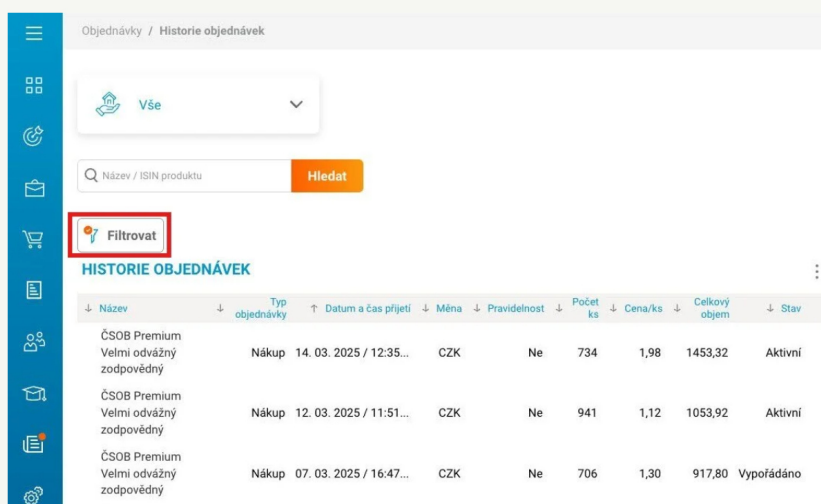 Objednávky / Historie objednávek
Vše
Název / ISIN produktu
Hledat
Filtrovat
HISTORIE OBJEDNÁVEK
Název Typ objednávky Datum a čas přijetí Měna Pravidelnost Počet ks Cena/ks Celkový objem Stav
ČSOB Premium
Velmi odvážný Nákup 14. 03. 2025 / 12:35... CZK Ne 734 1,98 1453,32 Aktivní
zodpovědný
ČSOB Premium
Velmi odvážný Nákup 12. 03. 2025 / 11:51... CZK Ne 941 1,12 1053,92 Aktivní
zodpovědný
ČSOB Premium
Velmi odvážný Nákup 07. 03. 2025 / 16:47... CZK Ne 706 1,30 917,80 Vypořádáno
zodpovědný